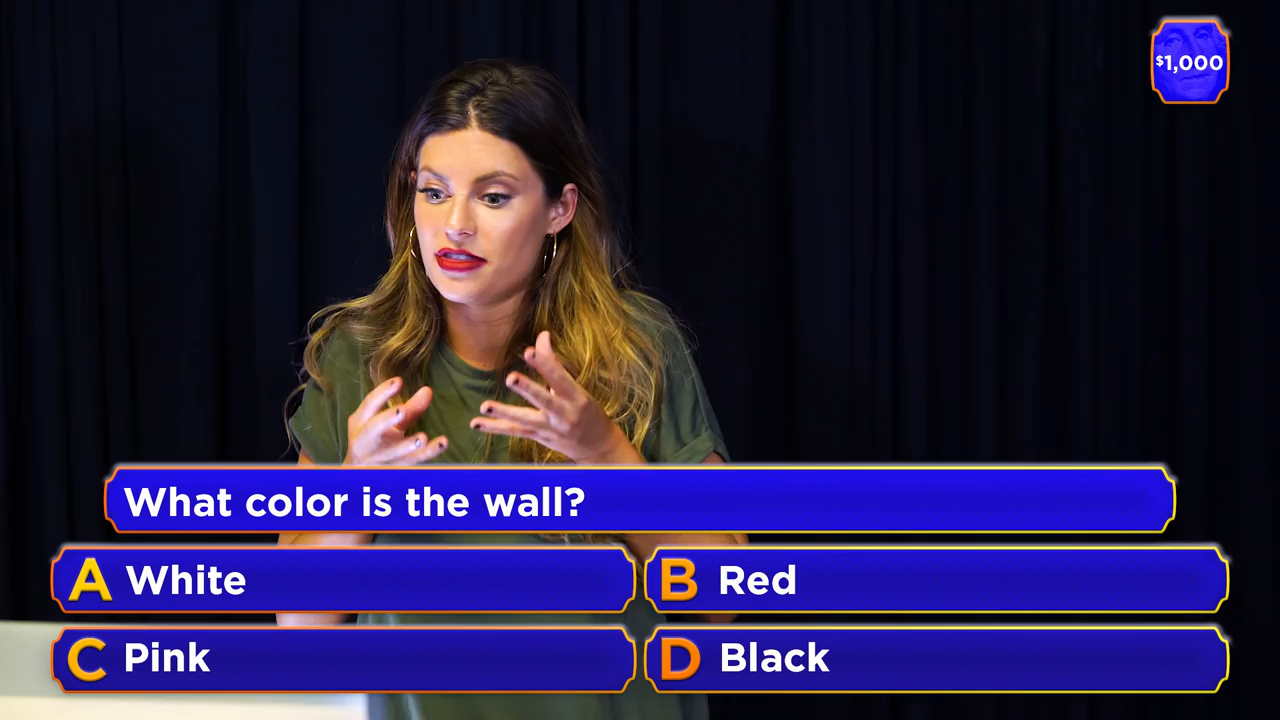 $1,000
What color is the wall?
A White
B Red
C Pink
D Black